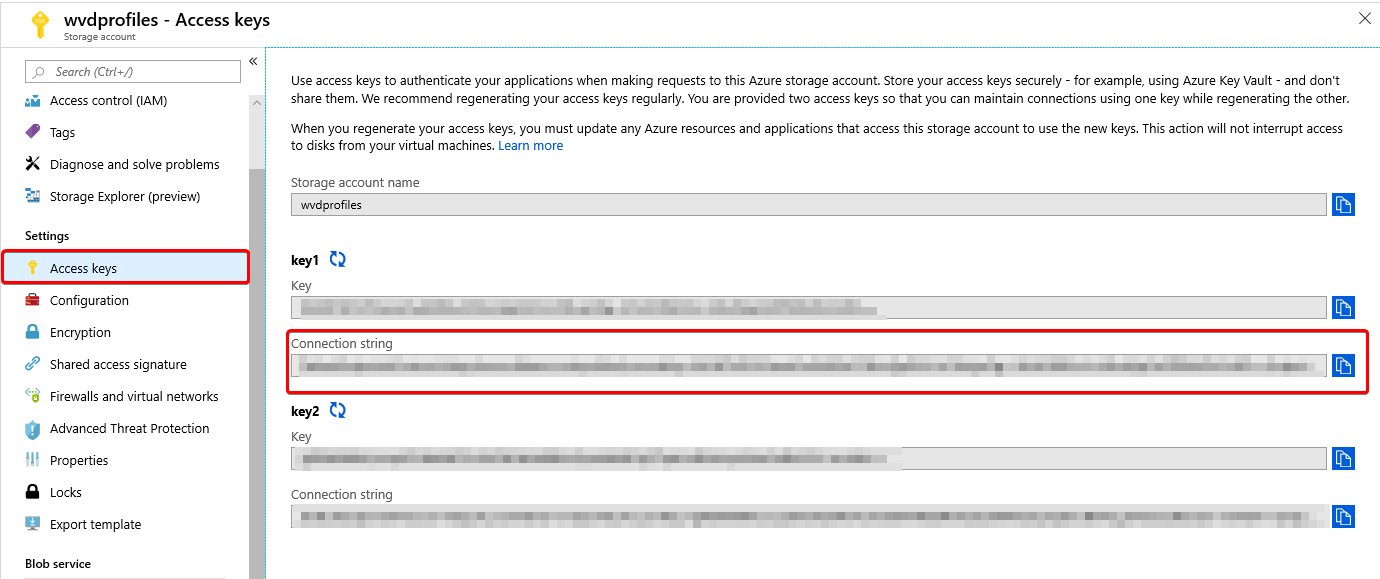 wvdprofiles - Access keys
Storage account
Search (Ctrl+/)
«
Access control (IAM)
Tags
Diagnose and solve problems
Storage Explorer (preview)
Settings
Access keys
Configuration
Encryption
Shared access signature
Firewalls and virtual networks
Advanced Threat Protection
Properties
Locks
Export template
Blob service
Use access keys to authenticate your applications when making requests to this Azure storage account. Store your access keys securely - for example, using Azure Key Vault - and don't
share them. We recommend regenerating your access keys regularly. You are provided two access keys so that you can maintain connections using one key while regenerating the other.
When you regenerate your access keys, you must update any Azure resources and applications that access this storage account to use the new keys. This action will not interrupt access
to disks from your virtual machines. Learn more
Storage account name
wvdprofiles
key1
Key
Connection string
key2
Key
Connection string